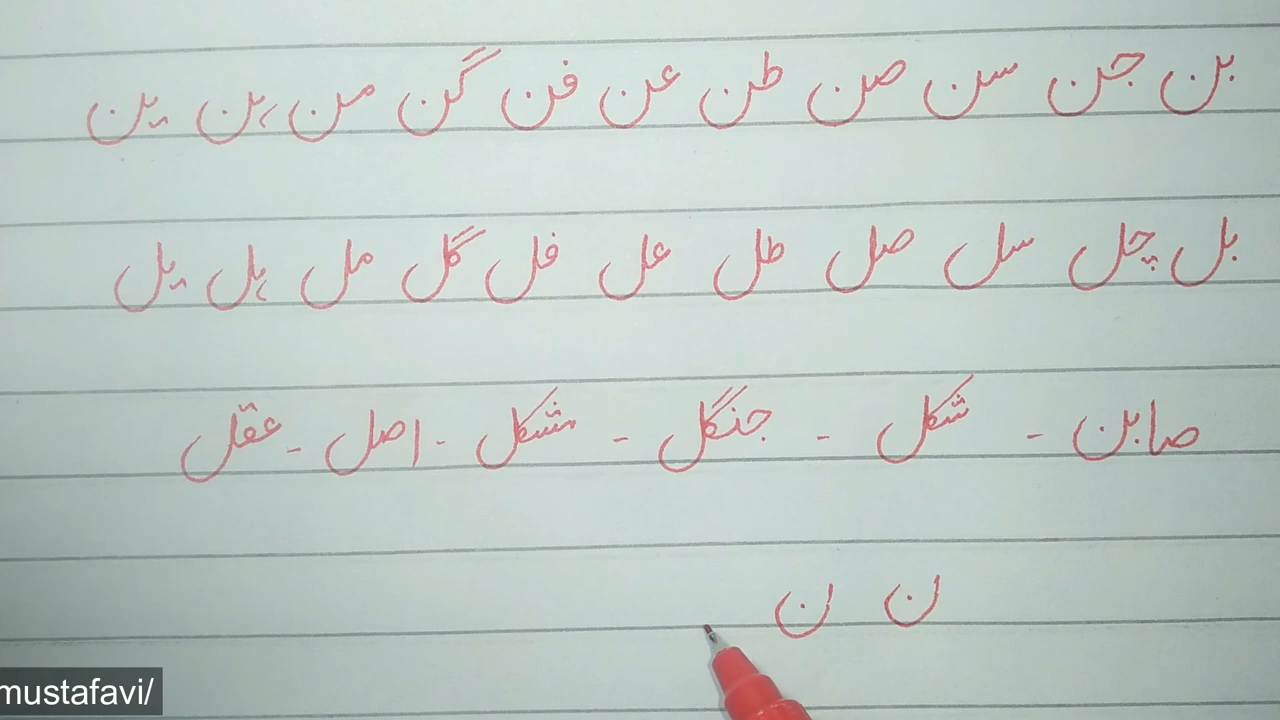 بن جن سن صن طن عن فن گن من ہن ین
بل چل سل صل طل عل فل گل مل ہل یل
صابن - شکل - جنگل - مشکل - اصل - عقل
ن ن
mustafavi/